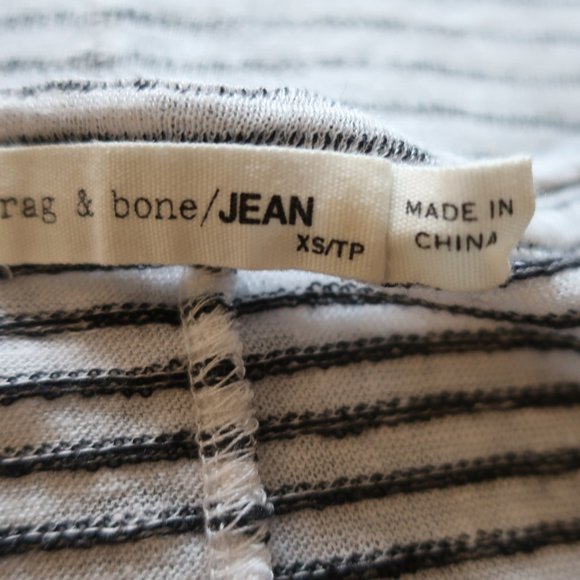 rag & bone/JEAN
XS/TP
MADE IN
CHINA